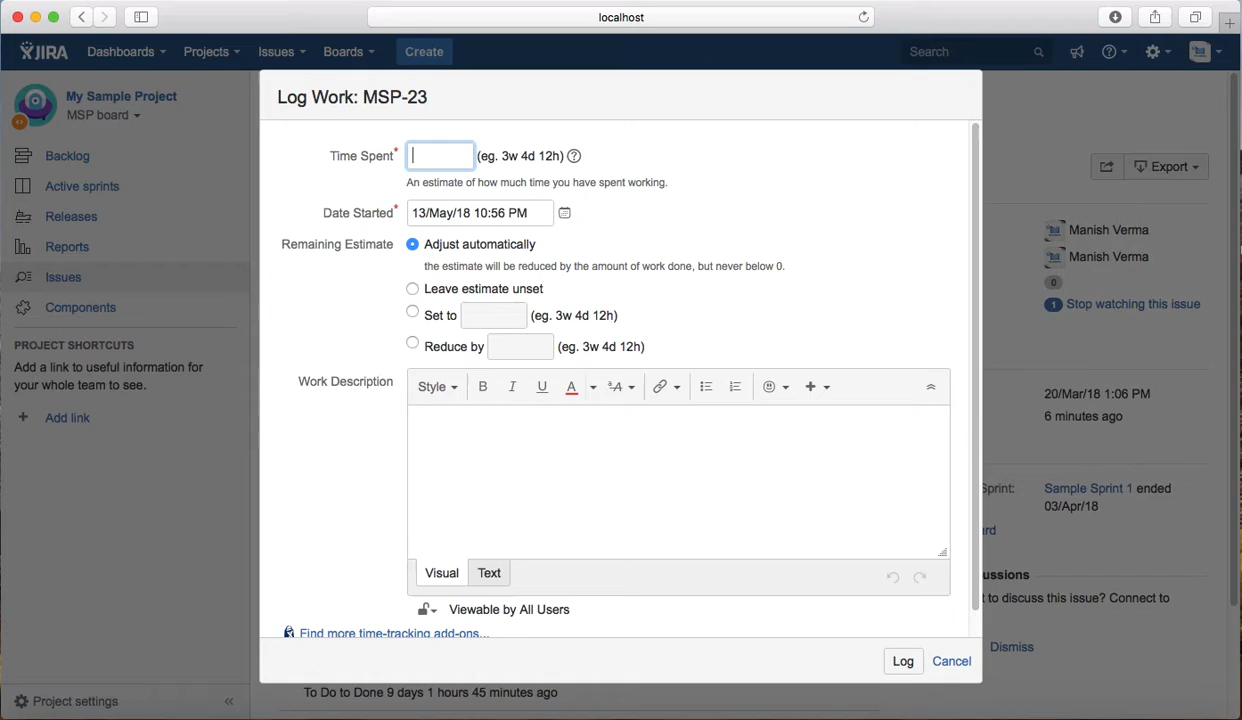 localhost
JIRA Dashboards Projects Issues Boards Create Search
Log Work: MSP-23
My Sample Project
MSP board
Backlog
Active sprints
Releases
Reports
Issues
Components
PROJECT SHORTCUTS
Add a link to useful information for
your whole team to see.
Add link
Project settings
Time Spent* (eg. 3w 4d 12h)
An estimate of how much time you have spent working.
Date Started* 13/May/18 10:56 PM
Remaining Estimate Adjust automatically
the estimate will be reduced by the amount of work done, but never below 0.
Leave estimate unset
Set to (eg. 3w 4d 12h)
Reduce by (eg. 3w 4d 12h)
Work Description Style B I U A A
Visual Text
Viewable by All Users
Find more time-tracking add-ons...
Log Cancel
To Do to Done 9 days 1 hours 45 minutes ago
Export
Manish Verma
Manish Verma
0
1 Stop watching this issue
20/Mar/18 1:06 PM
6 minutes ago
Sprint: Sample Sprint 1 ended
03/Apr/18
ard
ussions
t to discuss this issue? Connect to
Dismiss